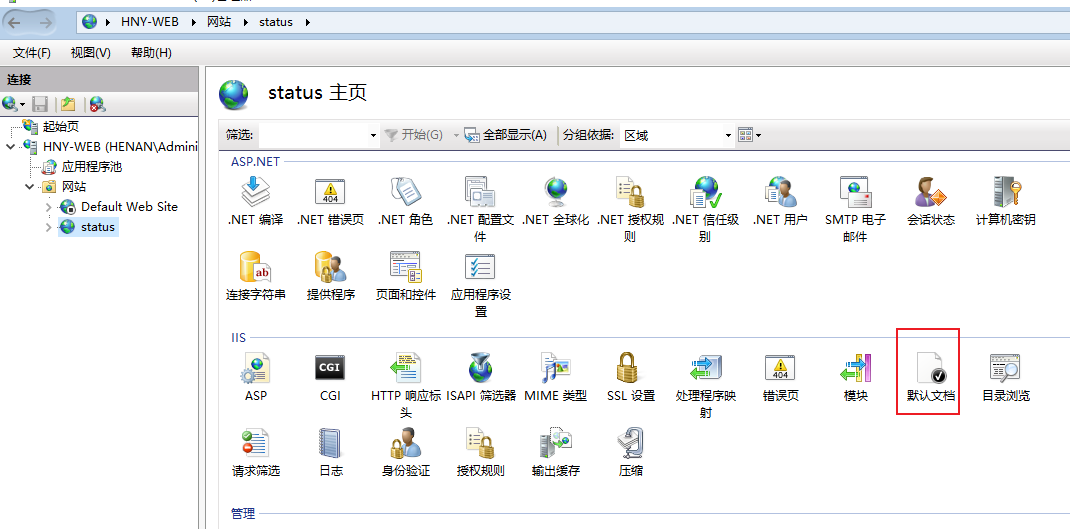 HNY-WEB 网站 status
文件(F) 视图(V) 帮助(H)
连接
起始页
HNY-WEB (HENAN\Admini
应用程序池
网站
Default Web Site
status
status 主页
筛选: 开始(G) 全部显示(A) 分组依据: 区域
ASP.NET
.NET 编译
.NET 错误页
.NET 角色
.NET 配置文
件
.NET 全球化
.NET 授权规
则
.NET 信任级
别
.NET 用户
SMTP 电子
邮件
会话状态
计算机密钥
连接字符串
提供程序
页面和控件
应用程序设
置
IIS
ASP
CGI
CGI
HTTP 响应标
头
ISAPI 筛选器
MIME 类型
SSL 设置
处理程序映
射
404
错误页
模块
默认文档
目录浏览
请求筛选
日志
身份验证
授权规则
输出缓存
压缩
管理